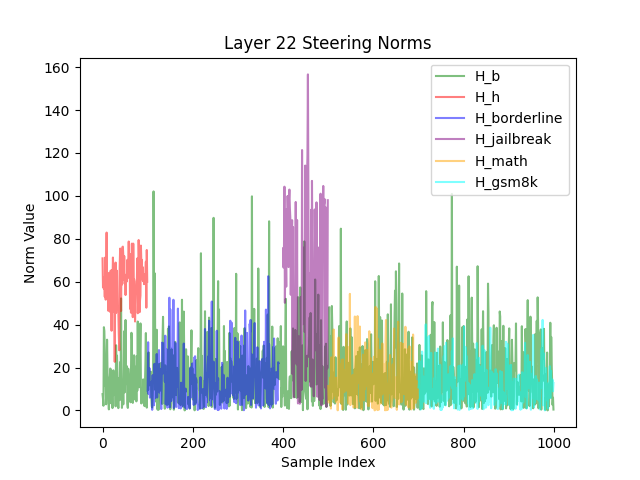 Layer 22 Steering Norms
Norm Value
160
140
120
100
80
60
40
20
0
H_b
H_h
H_borderline
H_jailbreak
H_math
H_gsm8k
0
200
400
600
800
1000
Sample Index